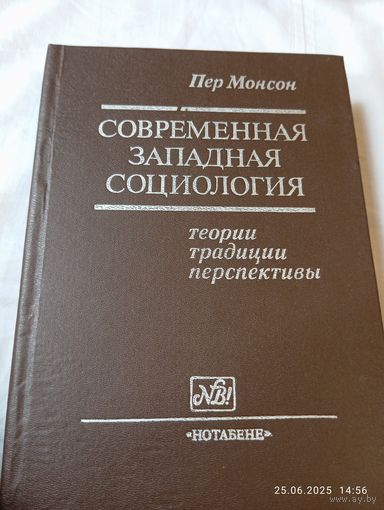 Пер Монсон
СОВРЕМЕННАЯ
ЗАПАДНАЯ
СОЦИОЛОГИЯ
теории
традиции
перспективы
NB!
«НОТАБЕНЕ»
25.06.2025 14:56
www.ay.by